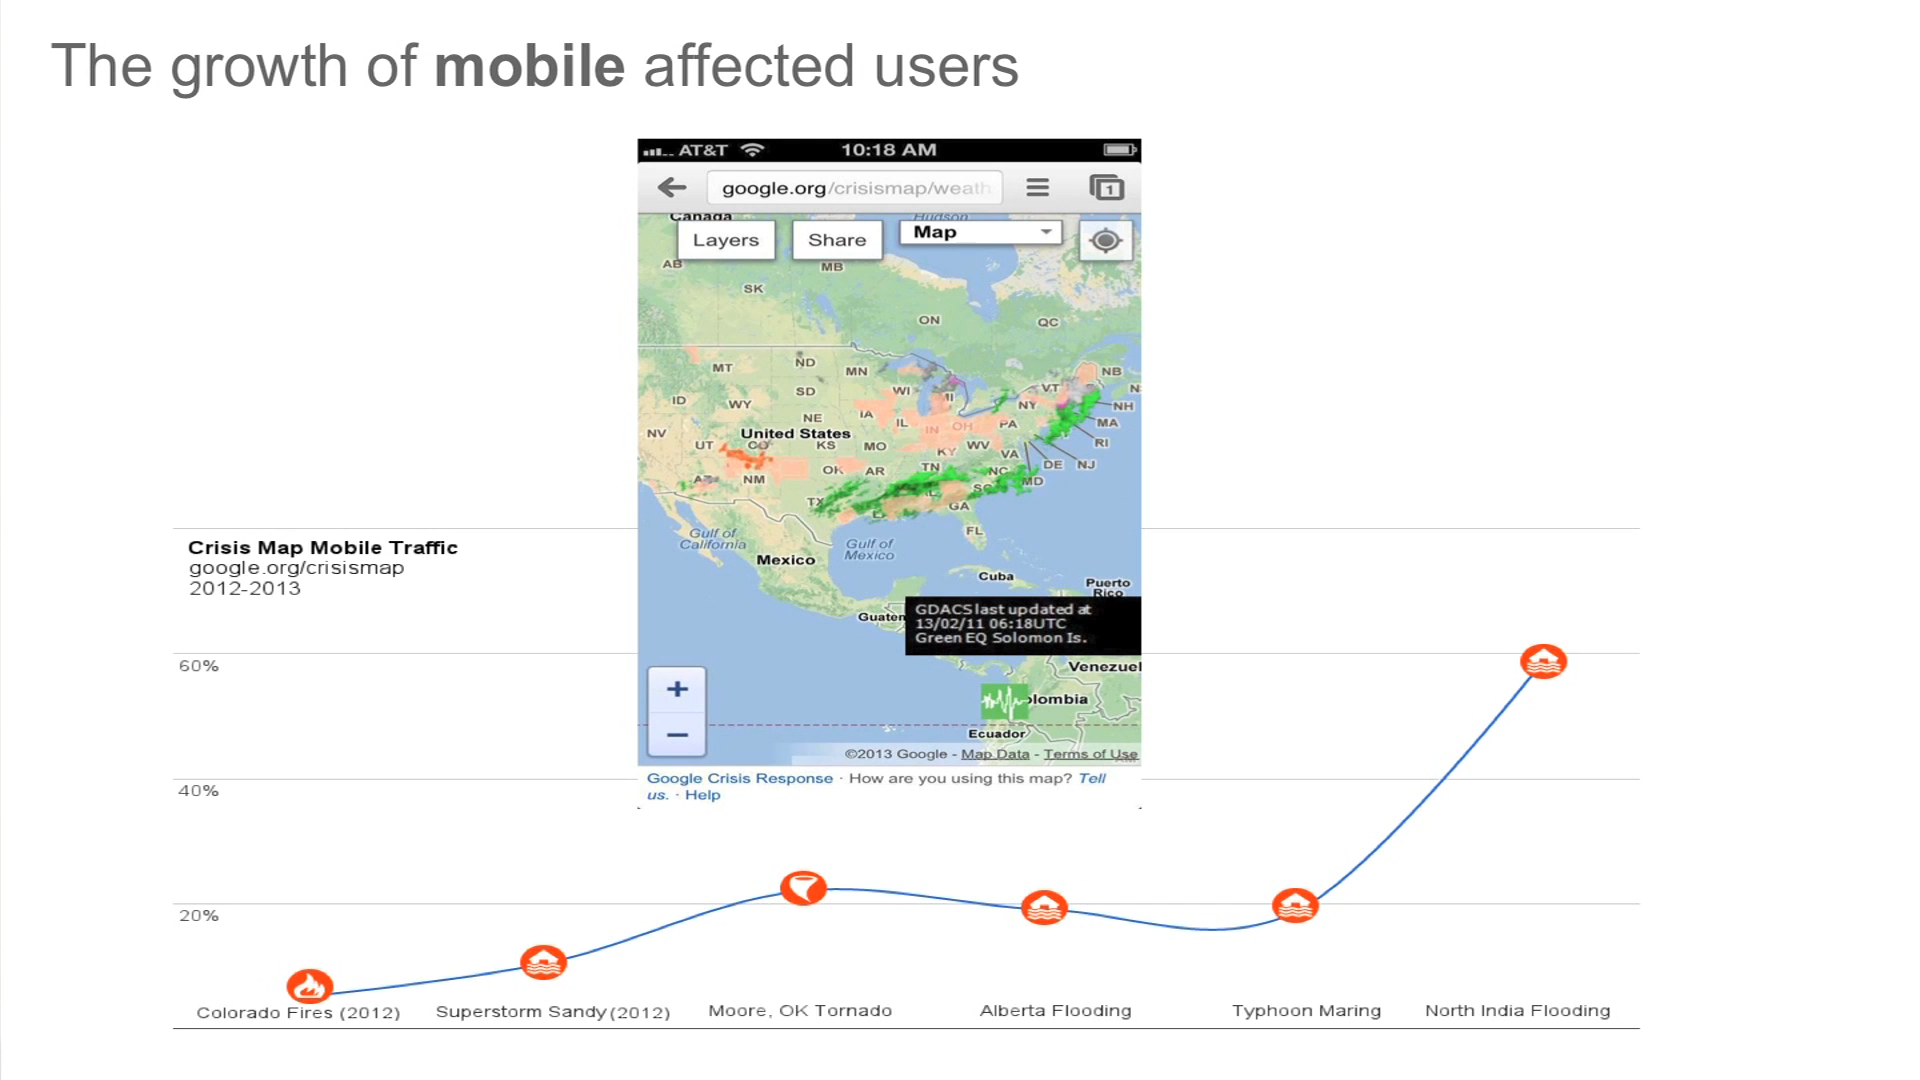 The growth of mobile affected users
AT&T 10:18 AM
google.org/crisismap/weath
1
Canada
Hudson
Layers
Share
Map
AB
MB
SK
ON
QC
MT
ND
MN
NB
SD
WI
MI
VT
N
ID
WY
NE
IA
NY
NH
NV
United States
IL
IN
OH
PA
MA
UT
CO
KS
MO
KY
WV
VA
RI
OK
AR
TN
NC
DE
NJ
AZ
NM
SC
MD
TX
GA
FL
Gulf of
California
Gulf of
Mexico
Mexico
Cuba
Puerto
Rico
Guaten
GDACS last updated at
13/02/11 06:18UTC
Green EQ Solomon Is.
Venezuel
lombia
Ecuador
+
−
©2013 Google - Map Data - Terms of Use
Google Crisis Response · How are you using this map? Tell
us. · Help
Crisis Map Mobile Traffic
google.org/crisismap
2012-2013
60%
40%
20%
Colorado Fires (2012)
Superstorm Sandy (2012)
Moore, OK Tornado
Alberta Flooding
Typhoon Maring
North India Flooding